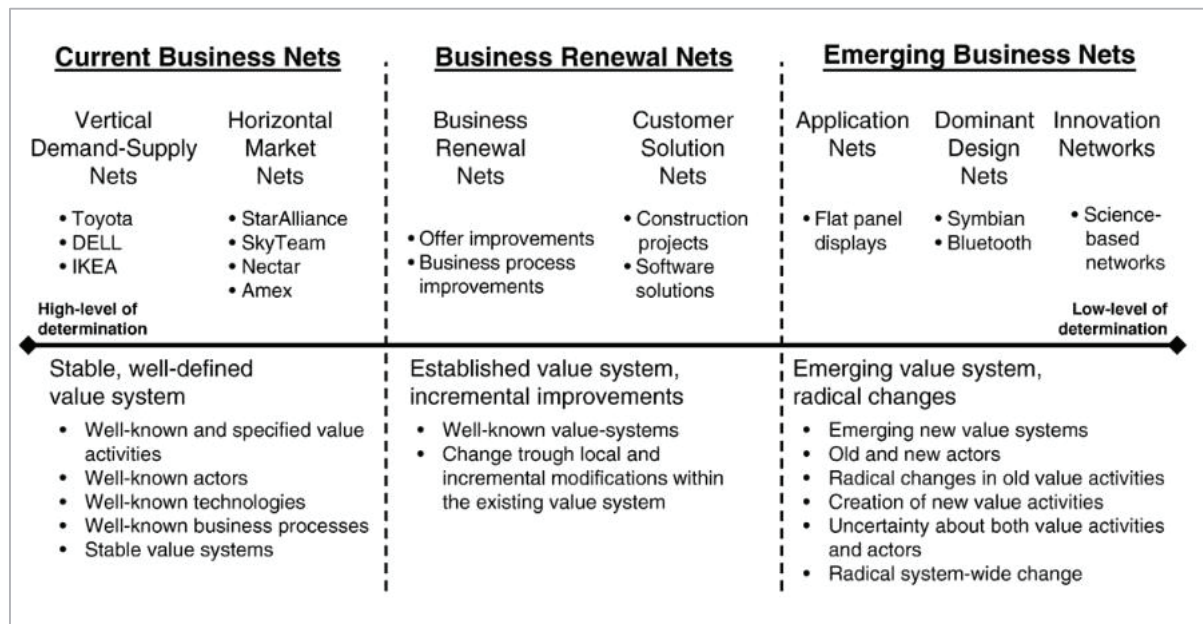 Current Business Nets
Vertical
Demand-Supply
Nets
• Toyota
• DELL
• IKEA
Horizontal
Market
Nets
• StarAlliance
• SkyTeam
• Nectar
• Amex
High-level of
determination
Stable, well-defined
value system
• Well-known and specified value
activities
• Well-known actors
• Well-known technologies
• Well-known business processes
• Stable value systems
Business Renewal Nets
Business
Renewal
Nets
• Offer improvements
• Business process
improvements
Customer
Solution
Nets
• Construction
projects
• Software
solutions
Established value system,
incremental improvements
• Well-known value-systems
• Change trough local and
incremental modifications within
the existing value system
Emerging Business Nets
Application
Nets
• Flat panel
displays
Dominant
Design
Nets
• Symbian
• Bluetooth
Innovation
Networks
• Science-
based
networks
Low-level of
determination
Emerging value system,
radical changes
• Emerging new value systems
• Old and new actors
• Radical changes in old value activities
• Creation of new value activities
• Uncertainty about both value activities
and actors
• Radical system-wide change